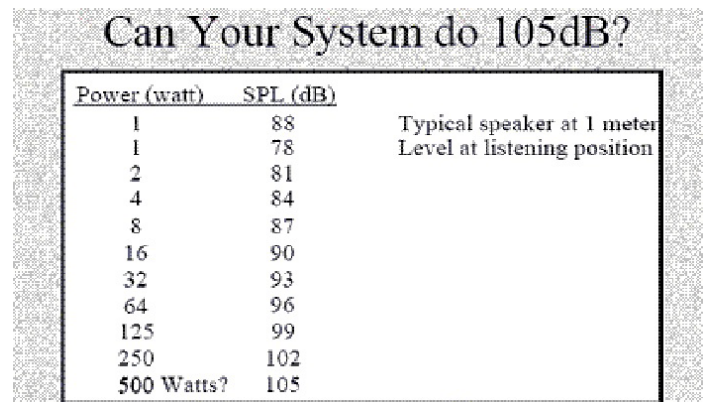 Can Your System do 105dB?
Power (watt) SPL (dB)
1 88 Typical speaker at 1 meter
1 78 Level at listening position
2 81
4 84
8 87
16 90
32 93
64 96
125 99
250 102
500 Watts? 105